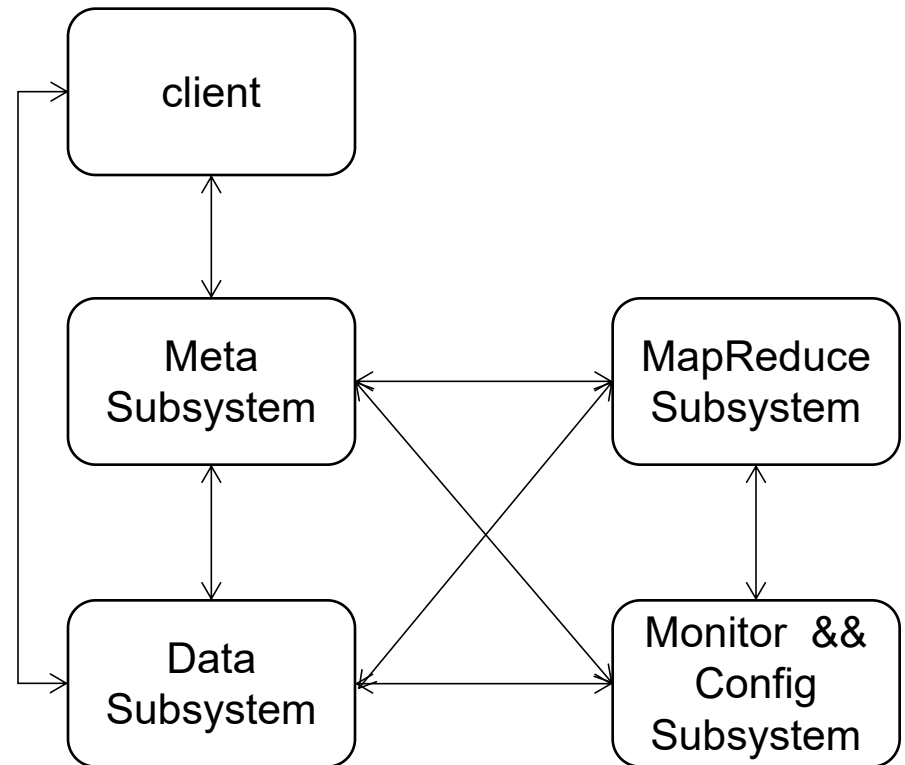 client
Meta
Subsystem
MapReduce
Subsystem
Data
Subsystem
Monitor && 
Config
Subsystem